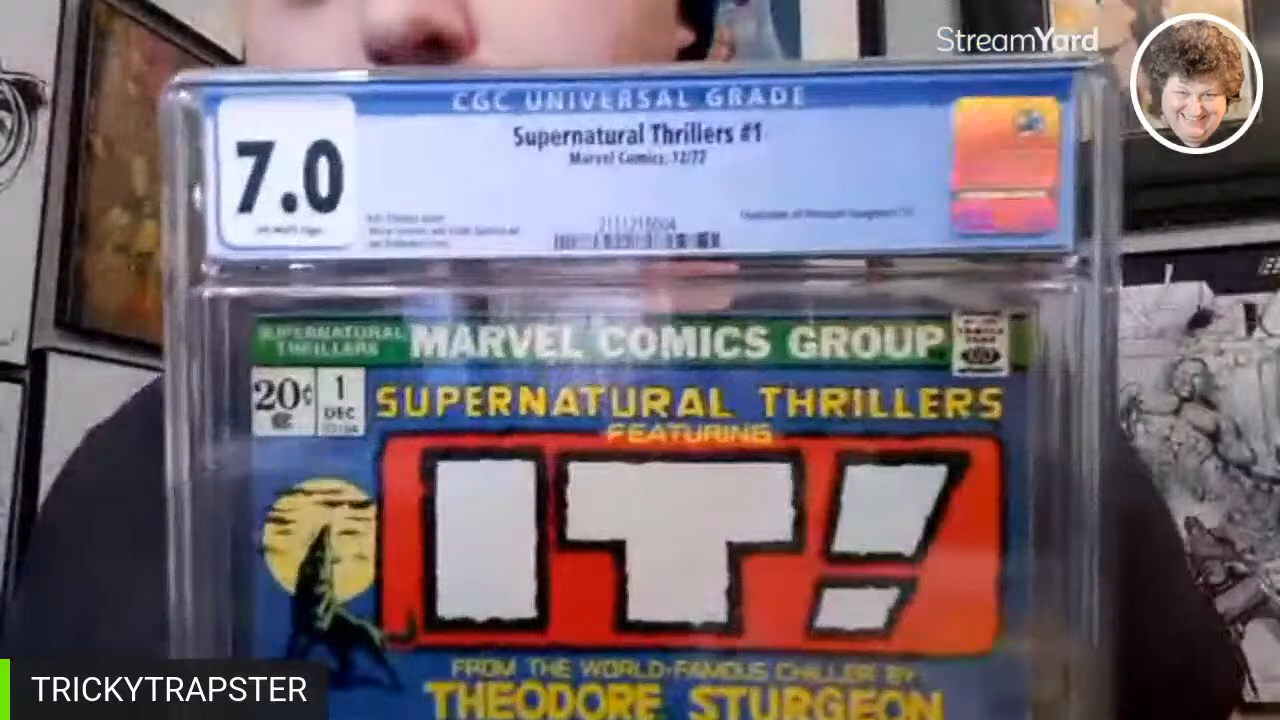 StreamYard
CGC UNIVERSAL GRADE
7.0
Supernatural Thrillers #1
Marvel Comics, 12/72
SUPERNATURAL
THRILLERS
MARVEL COMICS GROUP
20¢
1
DEC
SUPERNATURAL THRILLERS
FEATURING
IT!
FROM THE WORLD-FAMOUS CHILLER BY
THEODORE STURGEON
TRICKYTRAPSTER